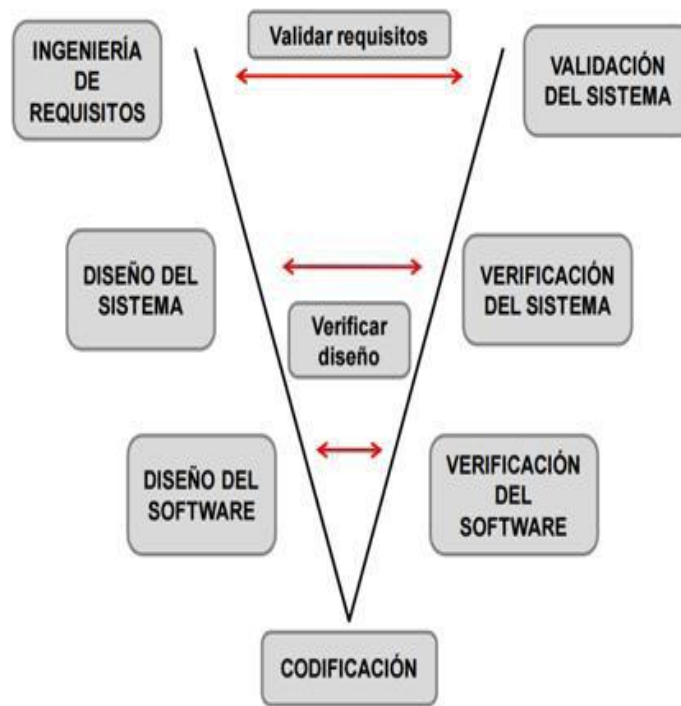 INGENIERÍA
DE
REQUISITOS
Validar requisitos
VALIDACIÓN
DEL SISTEMA
DISEÑO DEL
SISTEMA
Verificar
diseño
VERIFICACIÓN
DEL SISTEMA
DISEÑO DEL
SOFTWARE
VERIFICACIÓN
DEL
SOFTWARE
CODIFICACIÓN